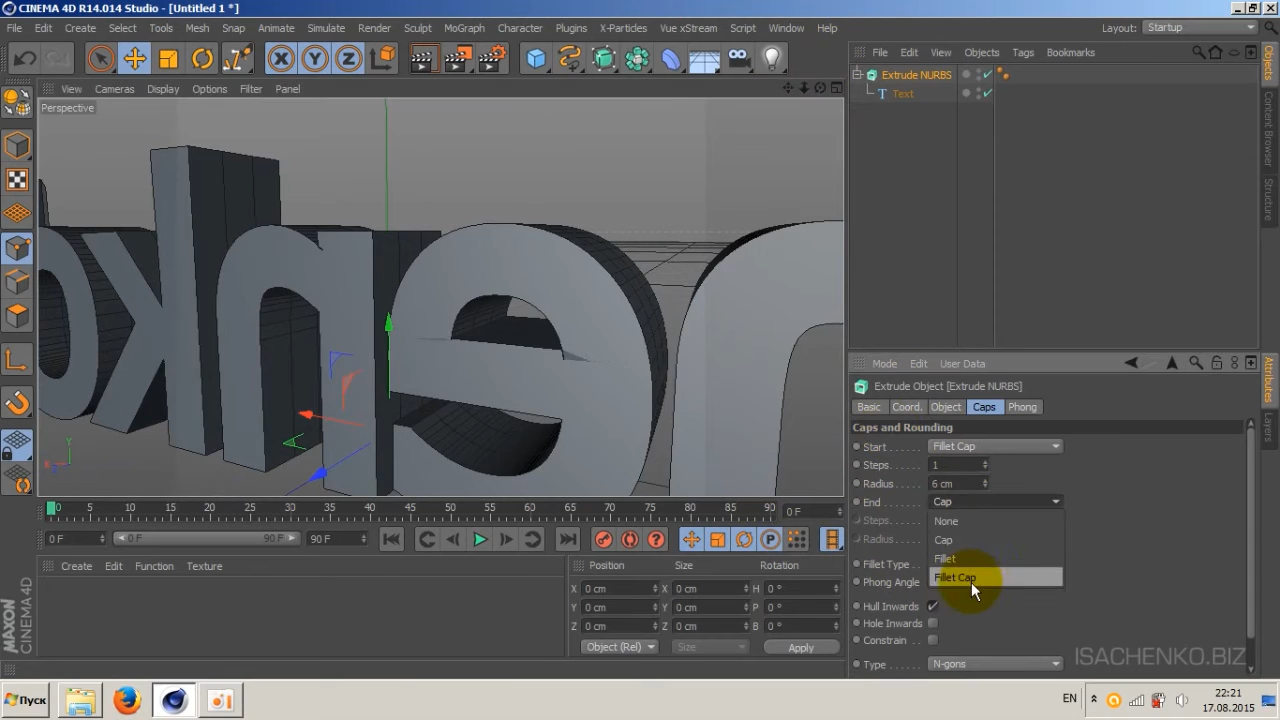 CINEMA 4D R14.014 Studio - [Untitled 1 *]
File Edit Create Select Tools Mesh Snap Animate Simulate Render Sculpt MoGraph Character Plugins X-Particles Vue xStream Script Window Help Layout: Startup
X Y Z
File Edit View Objects Tags Bookmarks
View Cameras Display Options Filter Panel
Perspective
Extrude NURBS
Text
Objects
Content Browser
Structure
Y
X
Mode Edit User Data
Extrude Object [Extrude NURBS]
Basic Coord. Object Caps Phong
Caps and Rounding
Start Fillet Cap
Steps 1
Radius 6 cm
End Cap
Steps None
Radius Cap
Fillet Type Fillet
Phong Angle Fillet Cap
Hull Inwards
Hole Inwards
Constrain
Type N-gons
Attributes
Layers
0 5 10 15 20 25 30 35 40 45 50 55 60 65 70 75 80 85 90 0 F
0 F 0 F 90 F 90 F P
Create Edit Function Texture
Position Size Rotation
X 0 cm X 0 cm H 0 °
Y 0 cm Y 0 cm P 0 °
Z 0 cm Z 0 cm B 0 °
Object (Rel) Size Apply
MAXON CINEMA 4D
ISACHENKO.BIZ
Пуск
EN
22:21
17.08.2015